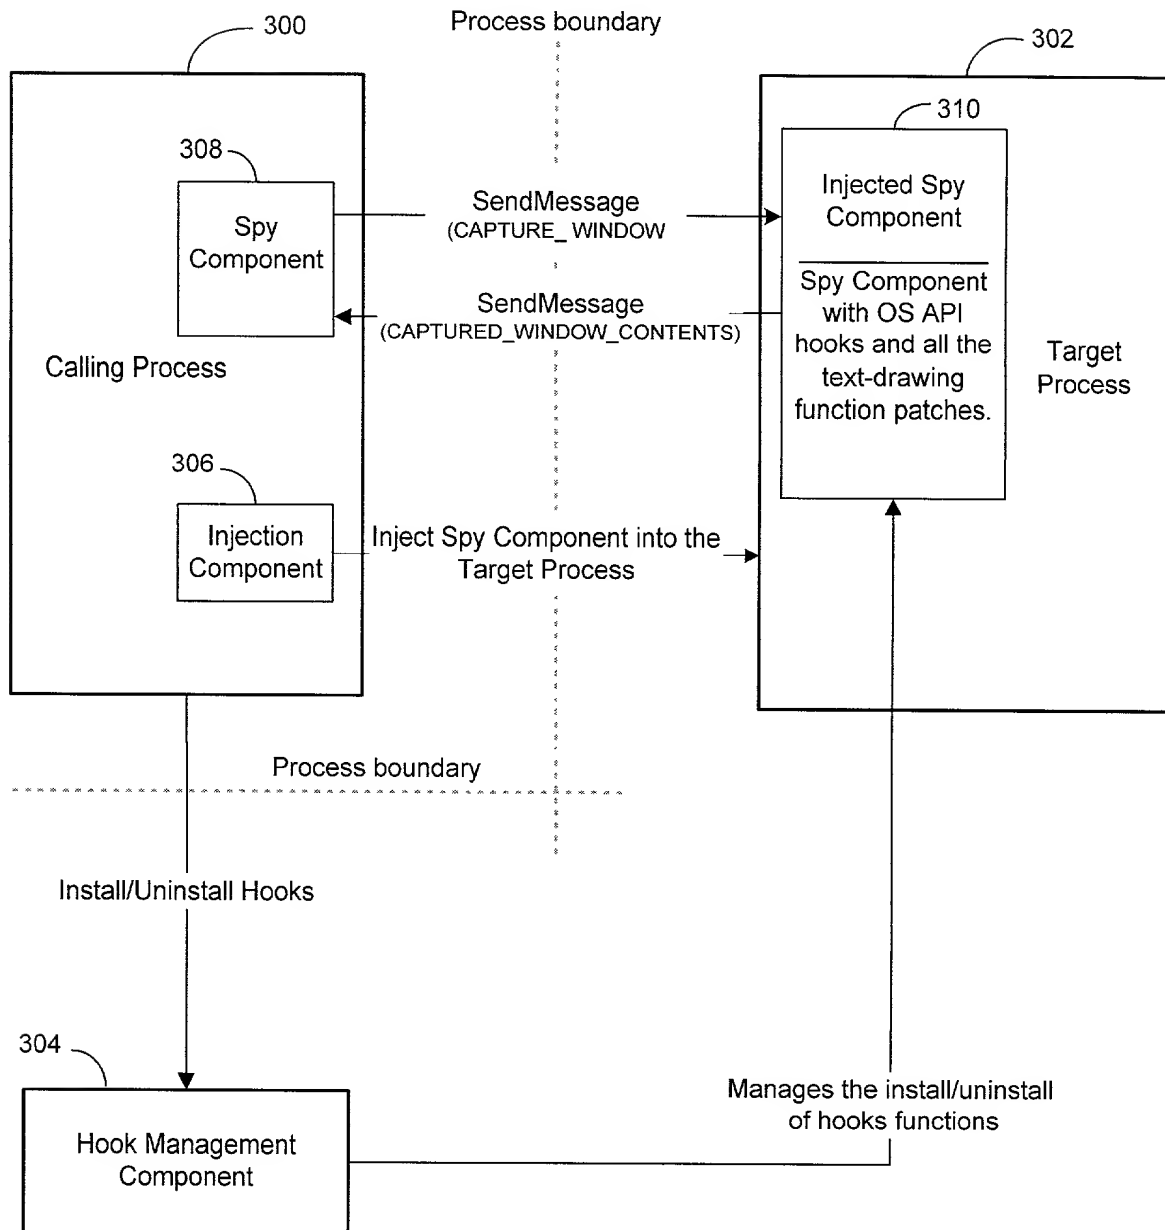 Process boundary
300
302
310
308
Injected Spy
Component
SendMessage
(CAPTURE_ WINDOW
Spy
Component
Spy Component
with OS API
hooks and all the
text-drawing
function patches.
SendMessage
(CAPTURED_WINDOW_CONTENTS)
Calling Process
Target
Process
306
Injection
Component
Inject Spy Component into the
Target Process
Process boundary
Install/Uninstall Hooks
304
Manages the install/uninstall
of hooks functions
Hook Management
Component